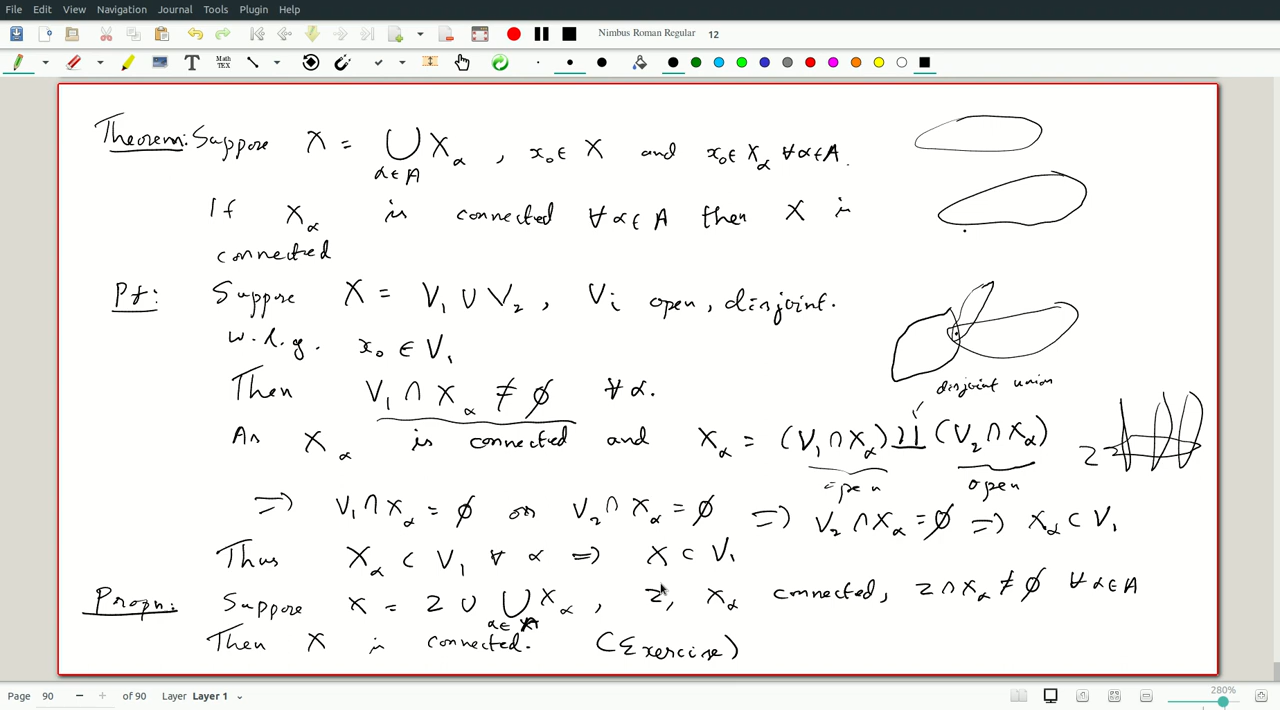 File Edit View Navigation Journal Tools Plugin Help
Nimbus Roman Regular 12
Math TEX
Theorem: Suppose X = ⋃_{α∈A} X_α , x₀ ∈ X and x₀ ∈ X_α ∀ α∈A.
If X_α is connected ∀ α∈A then X is
connected
Pf: Suppose X = V₁ ∪ V₂ , Vᵢ open, disjoint.
w.l.g. x₀ ∈ V₁
Then V₁ ∩ X_α ≠ ∅ ∀ α.
disjoint union
As X_α is connected and X_α = (V₁ ∩ X_α) ⨿ (V₂ ∩ X_α)
Z
open open
⇒ V₁ ∩ X_α = ∅ or V₂ ∩ X_α = ∅ ⇒ V₂ ∩ X_α = ∅ ⇒ X_α ⊂ V₁
Thus X_α ⊂ V₁ ∀ α ⇒ X ⊂ V₁
Propn: Suppose X = Z ∪ ⋃_{α∈A} X_α , Z, X_α connected, Z ∩ X_α ≠ ∅ ∀ α∈A
Then X is connected. (Exercise)
Page 90 of 90 Layer Layer 1 280%